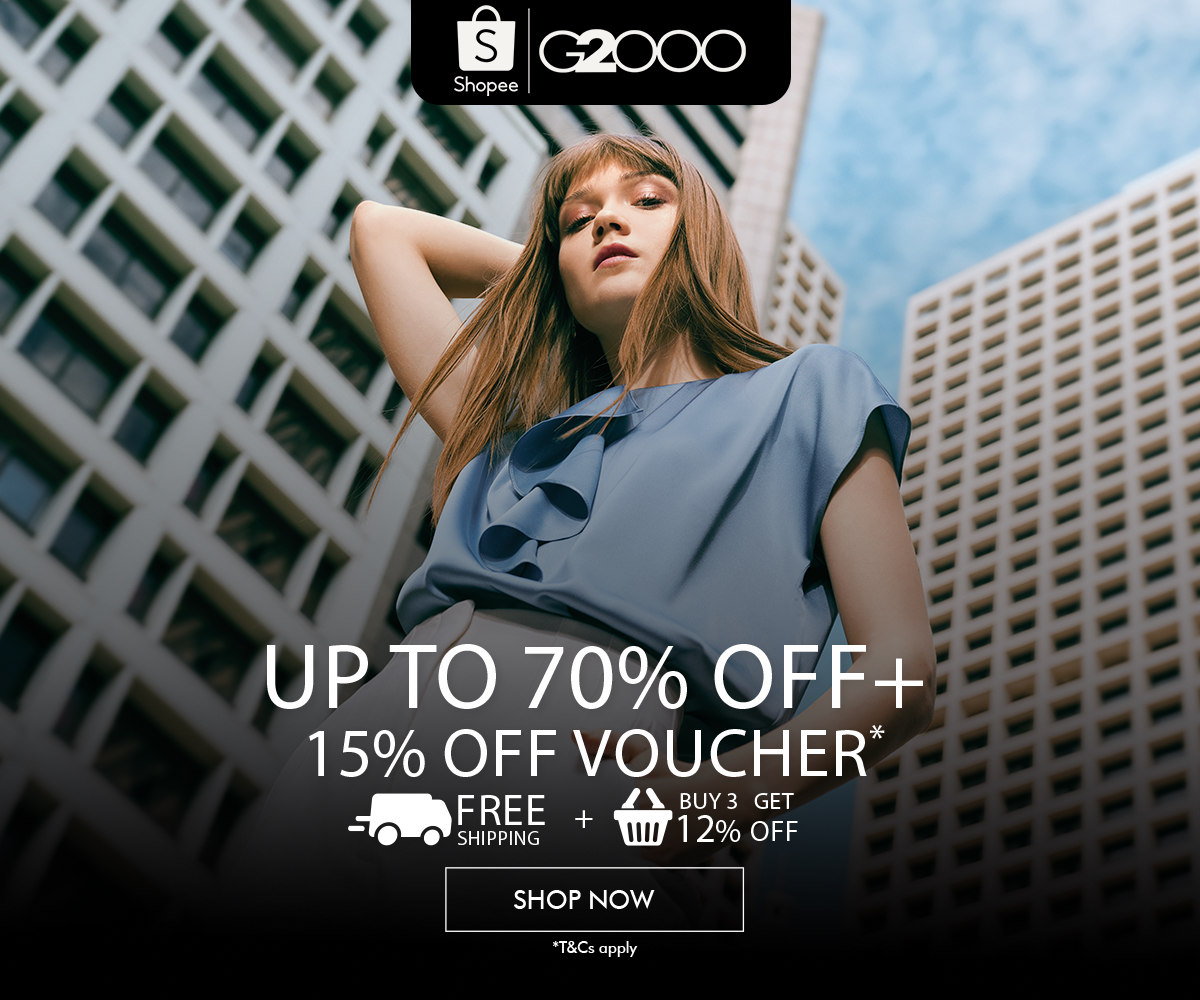 S
Shopee
G2000
UP TO 70% OFF+
15% OFF VOUCHER*
FREE
SHIPPING
+
BUY 3 GET
12% OFF
SHOP NOW
*T&Cs apply